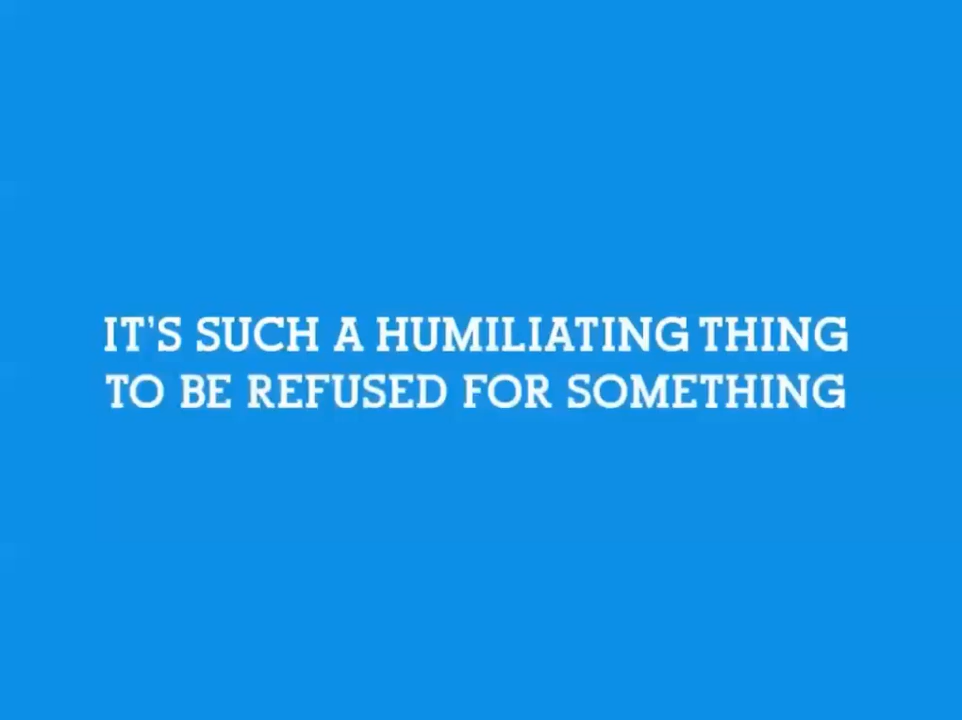 IT'S SUCH A HUMILIATING THING
TO BE REFUSED FOR SOMETHING